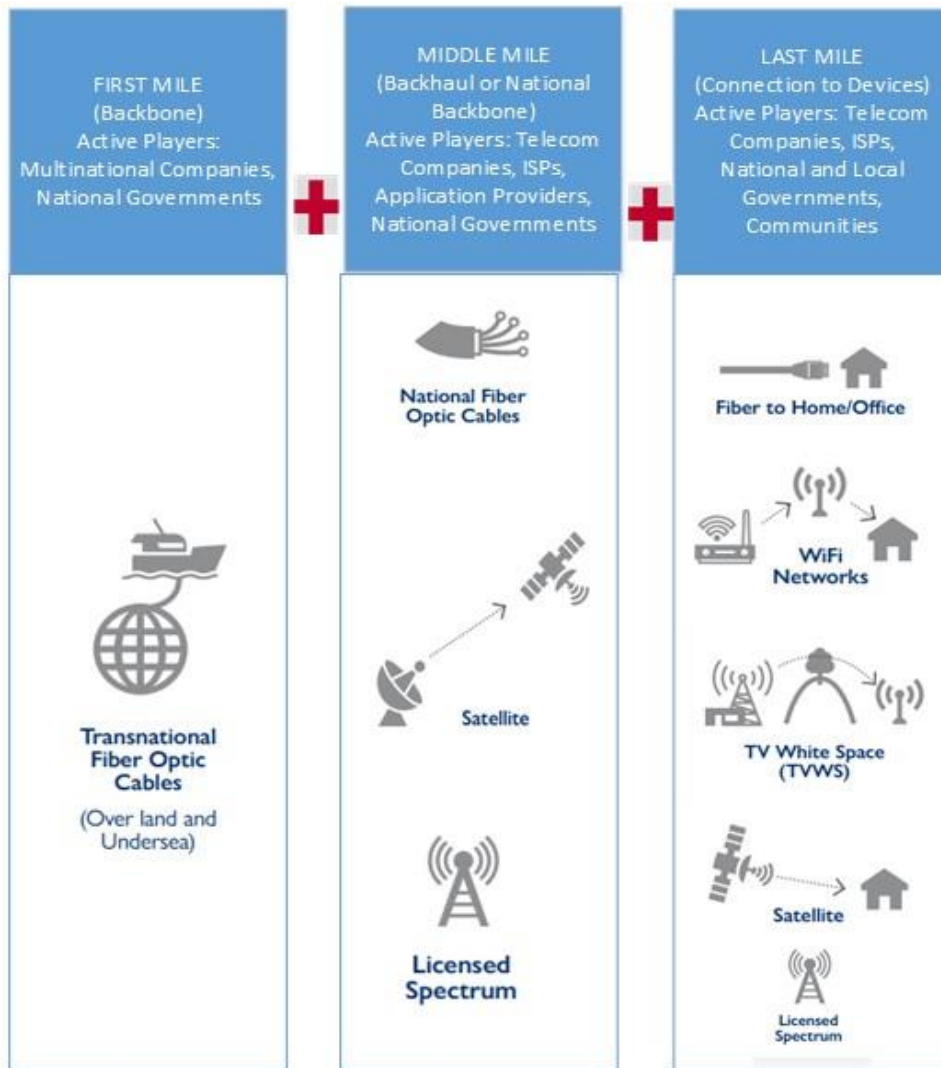 FIRST MILE
(Backbone)
Active Players:
Multinational Companies,
National Governments
Transnational
Fiber Optic
Cables
(Over land and
Undersea)
MIDDLE MILE
(Backhaul or National
Backbone)
Active Players: Telecom
Companies, ISPs,
Application Providers,
National Governments
National Fiber
Optic Cables
Satellite
Licensed
Spectrum
LAST MILE
(Connection to Devices)
Active Players: Telecom
Companies, ISPs,
National and Local
Governments,
Communities
Fiber to Home/Office
WiFi
Networks
TV White Space
(TVWS)
Satellite
Licensed
Spectrum